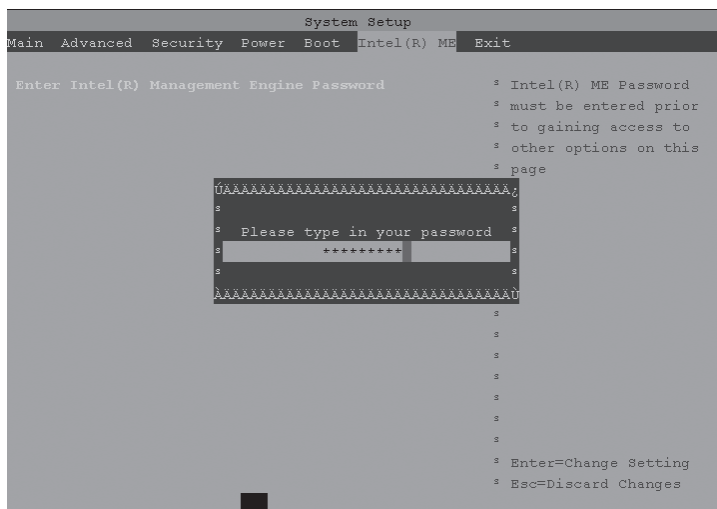 System Setup
Main Advanced Security Power Boot Intel(R) ME Exit
Enter Intel(R) Management Engine Password
s Intel(R) ME Password
s must be entered prior
s to gaining access to
s other options on this
s page
ÚÄÄÄÄÄÄÄÄÄÄÄÄÄÄÄÄÄÄÄÄÄÄÄÄÄÄÄÄÄÄÄÄÄ¿
s s
s Please type in your password s
s ********* s
s s
ÀÄÄÄÄÄÄÄÄÄÄÄÄÄÄÄÄÄÄÄÄÄÄÄÄÄÄÄÄÄÄÄÄÄÙ
s
s
s
s
s
s
s
s Enter=Change Setting
s Esc=Discard Changes